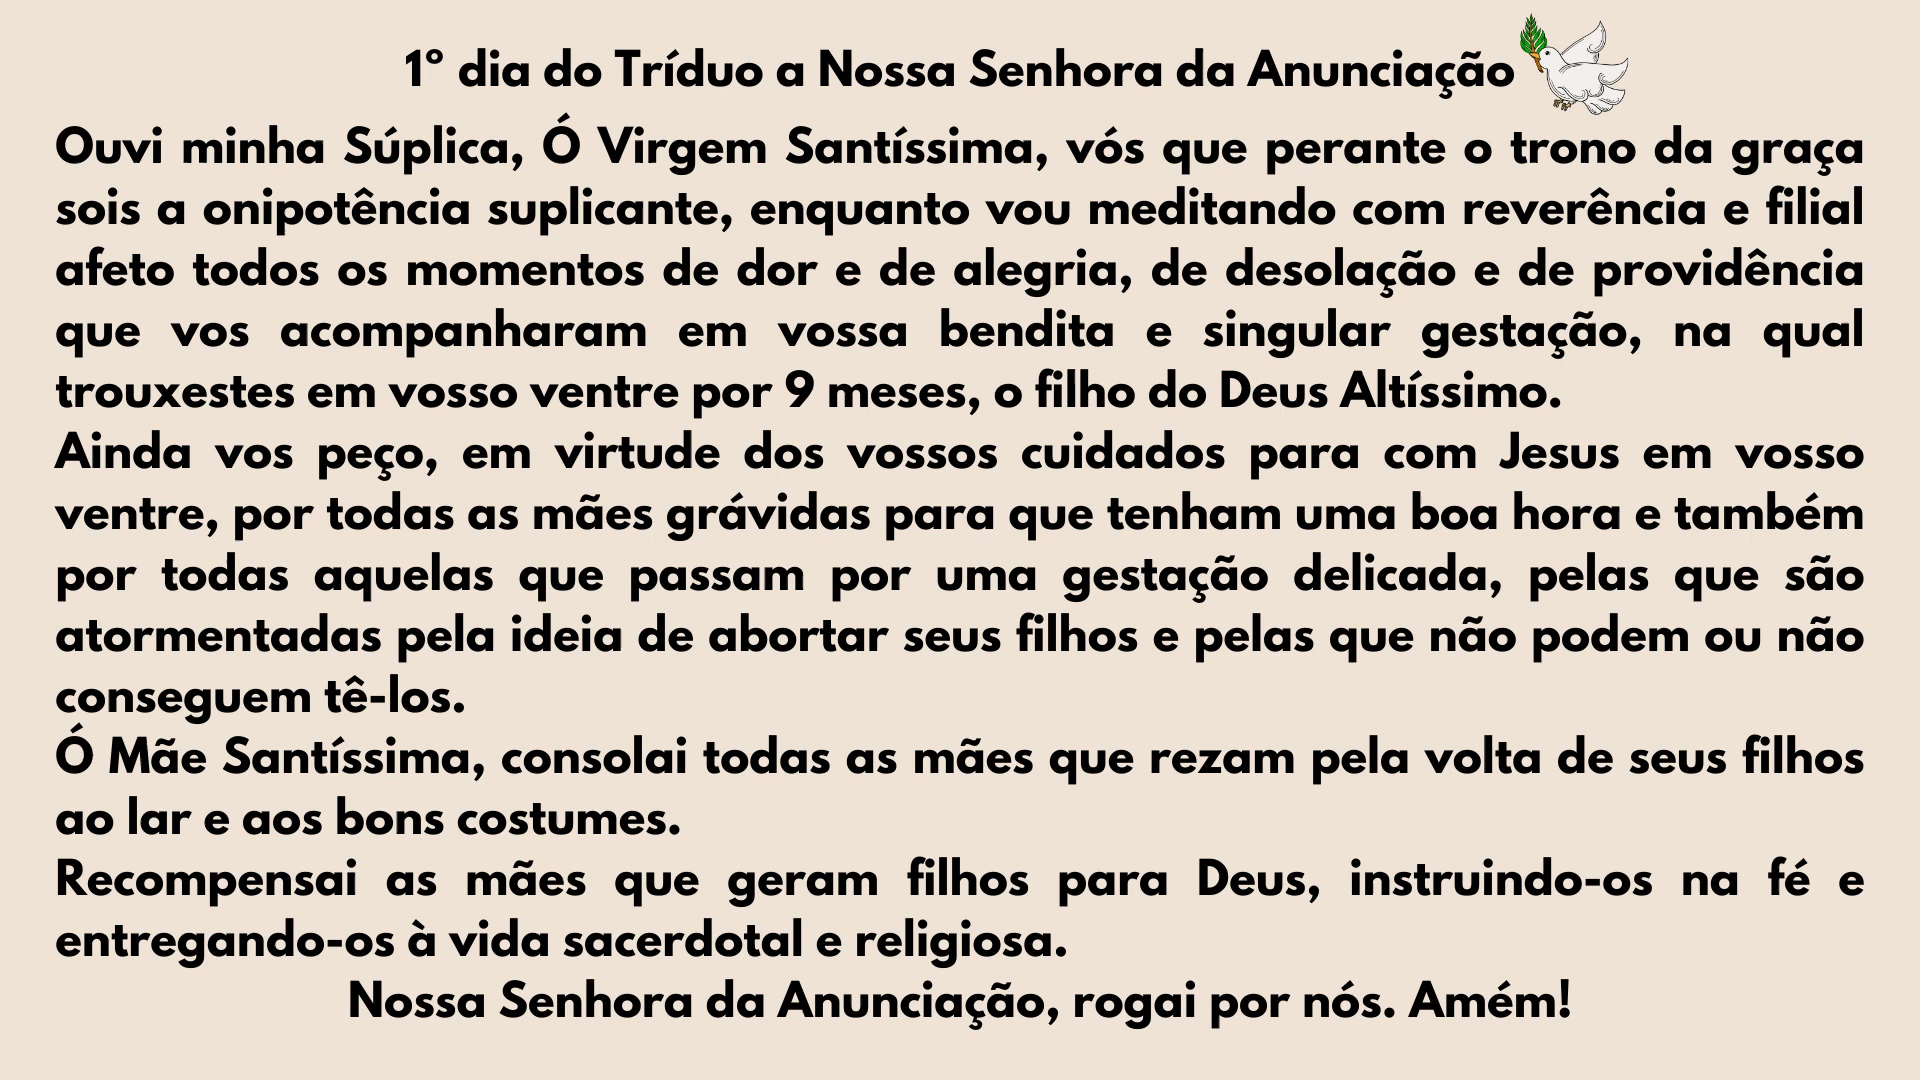 1º dia do Tríduo a Nossa Senhora da Anunciação
Ouvi minha Súplica, Ó Virgem Santíssima, vós que perante o trono da graça
sois a onipotência suplicante, enquanto vou meditando com reverência e filial
afeto todos os momentos de dor e de alegria, de desolação e de providência
que vos acompanharam em vossa bendita e singular gestação, na qual
trouxestes em vosso ventre por 9 meses, o filho do Deus Altíssimo.
Ainda vos peço, em virtude dos vossos cuidados para com Jesus em vosso
ventre, por todas as mães grávidas para que tenham uma boa hora e também
por todas aquelas que passam por uma gestação delicada, pelas que são
atormentadas pela ideia de abortar seus filhos e pelas que não podem ou não
conseguem tê-los.
Ó Mãe Santíssima, consolai todas as mães que rezam pela volta de seus filhos
ao lar e aos bons costumes.
Recompensai as mães que geram filhos para Deus, instruindo-os na fé e
entregando-os à vida sacerdotal e religiosa.
Nossa Senhora da Anunciação, rogai por nós. Amém!